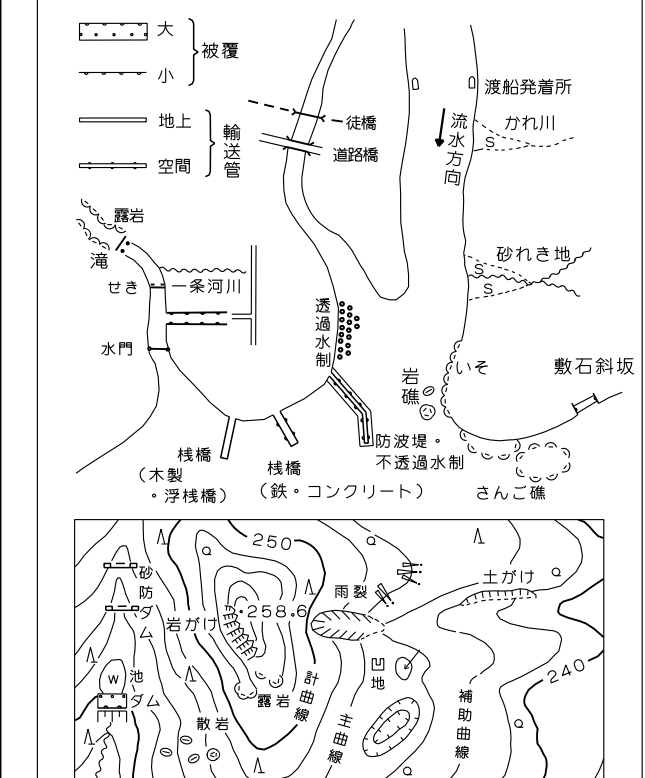 大
小
被覆
地上
空間
輸送管
徒橋
道路橋
渡船発着所
流水方向
かれ川
S
露岩
滝
せき
一条河川
水門
砂れき地
S
S
透過水制
いそ
岩礁
敷石斜坂
桟橋
(木製
・浮桟橋)
桟橋
(鉄・コンクリート)
防波堤・
不透過水制
さんご礁
250
砂防ダム
岩がけ
・258.6
雨裂
土がけ
池
W
ダム
散岩
露岩
計曲線
主曲線
凹地
補助曲線
240